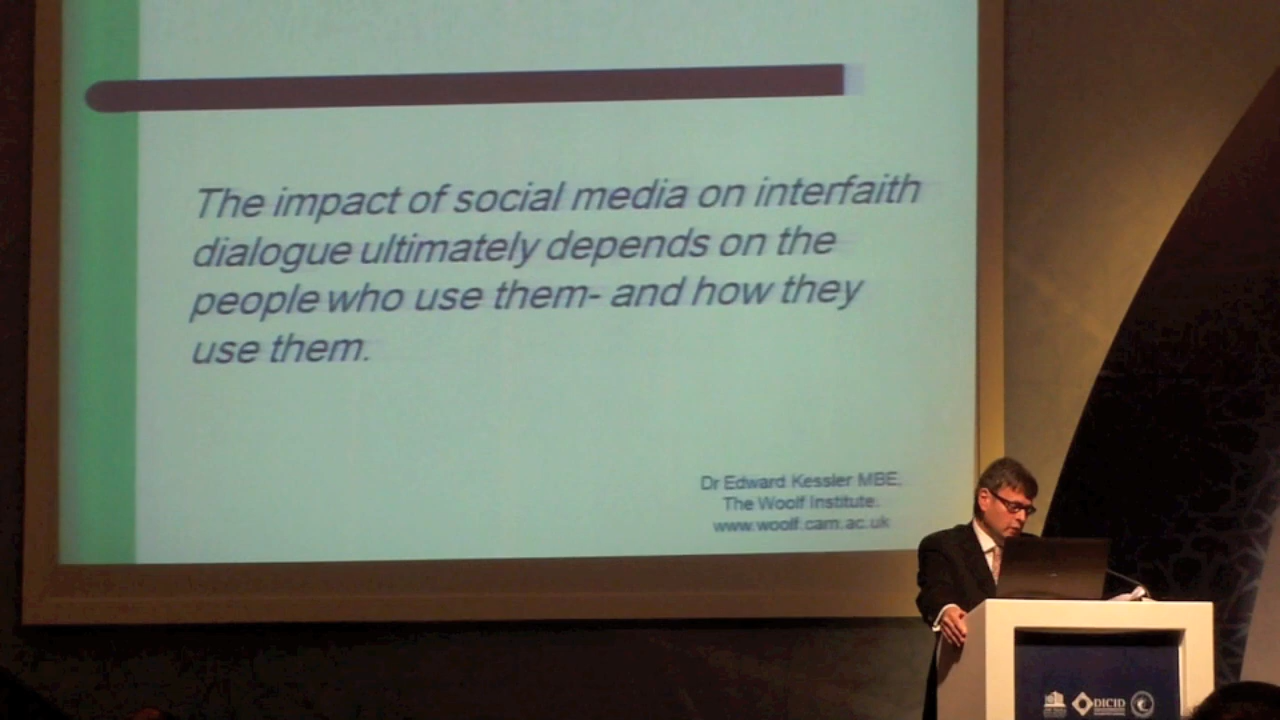 The impact of social media on interfaith
dialogue ultimately depends on the
people who use them- and how they
use them.
Dr Edward Kessler MBE.
The Woolf Institute.
www.woolf.cam.ac.uk
DICID